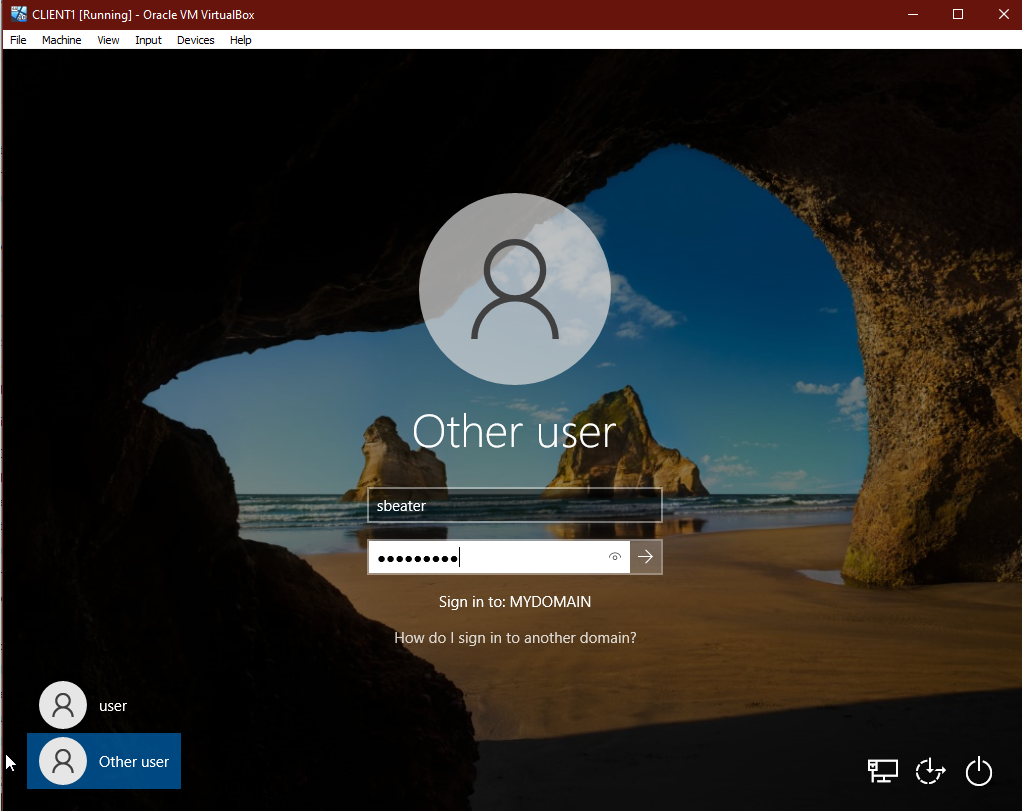 CLIENT1 [Running] - Oracle VM VirtualBox
File Machine View Input Devices Help
Other user
sbeater
●●●●●●●●●
Sign in to: MYDOMAIN
How do I sign in to another domain?
user
Other user